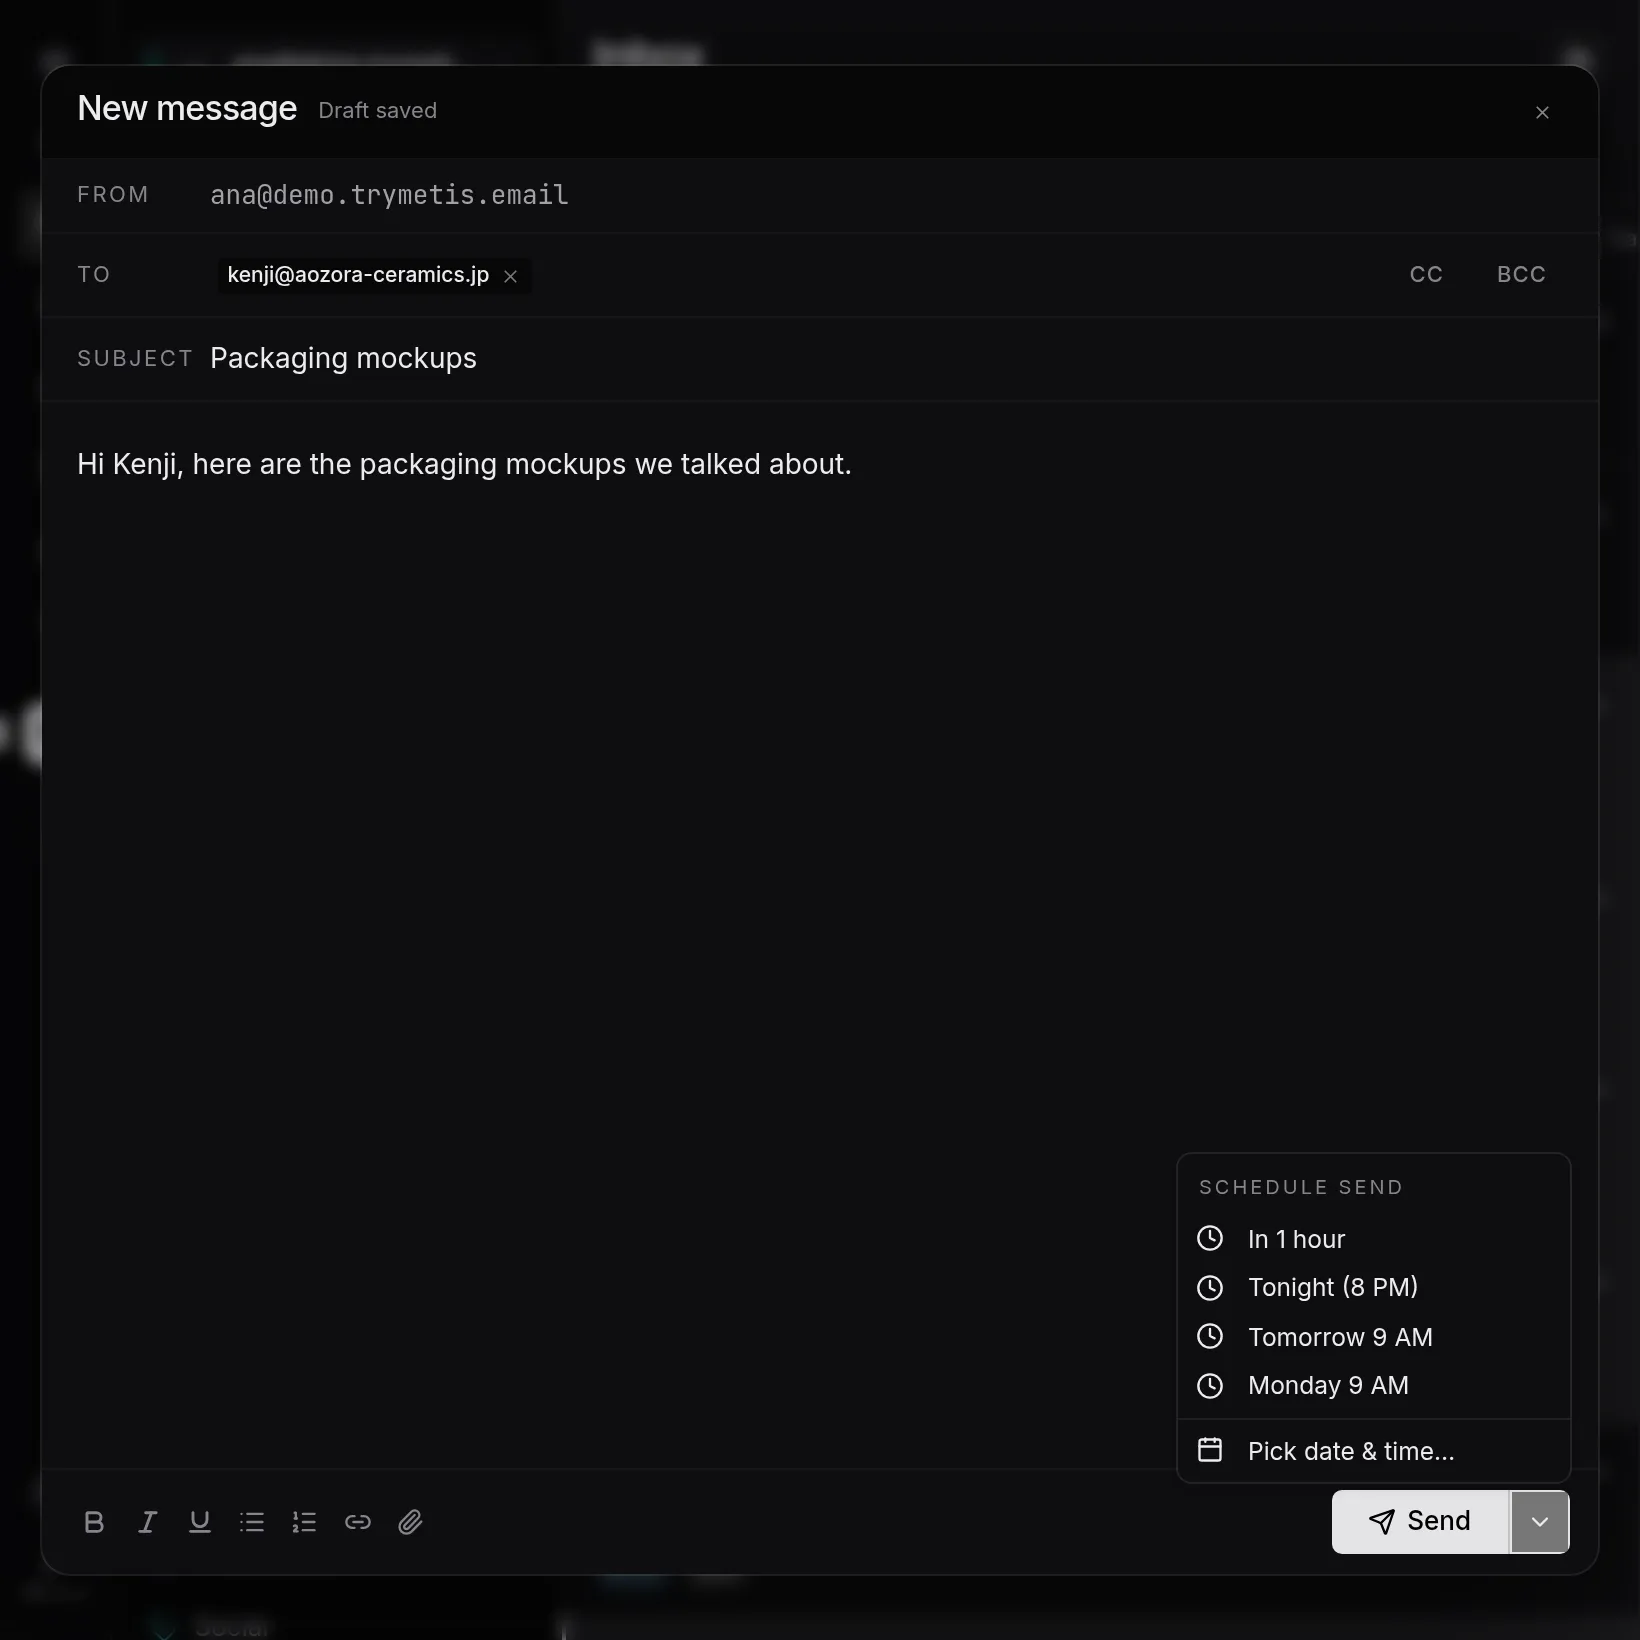 New message Draft saved
FROM ana@demo.trymetis.email
TO kenji@aozora-ceramics.jp CC BCC
SUBJECT Packaging mockups
Hi Kenji, here are the packaging mockups we talked about.
SCHEDULE SEND
In 1 hour
Tonight (8 PM)
Tomorrow 9 AM
Monday 9 AM
Pick date & time...
Send
Social